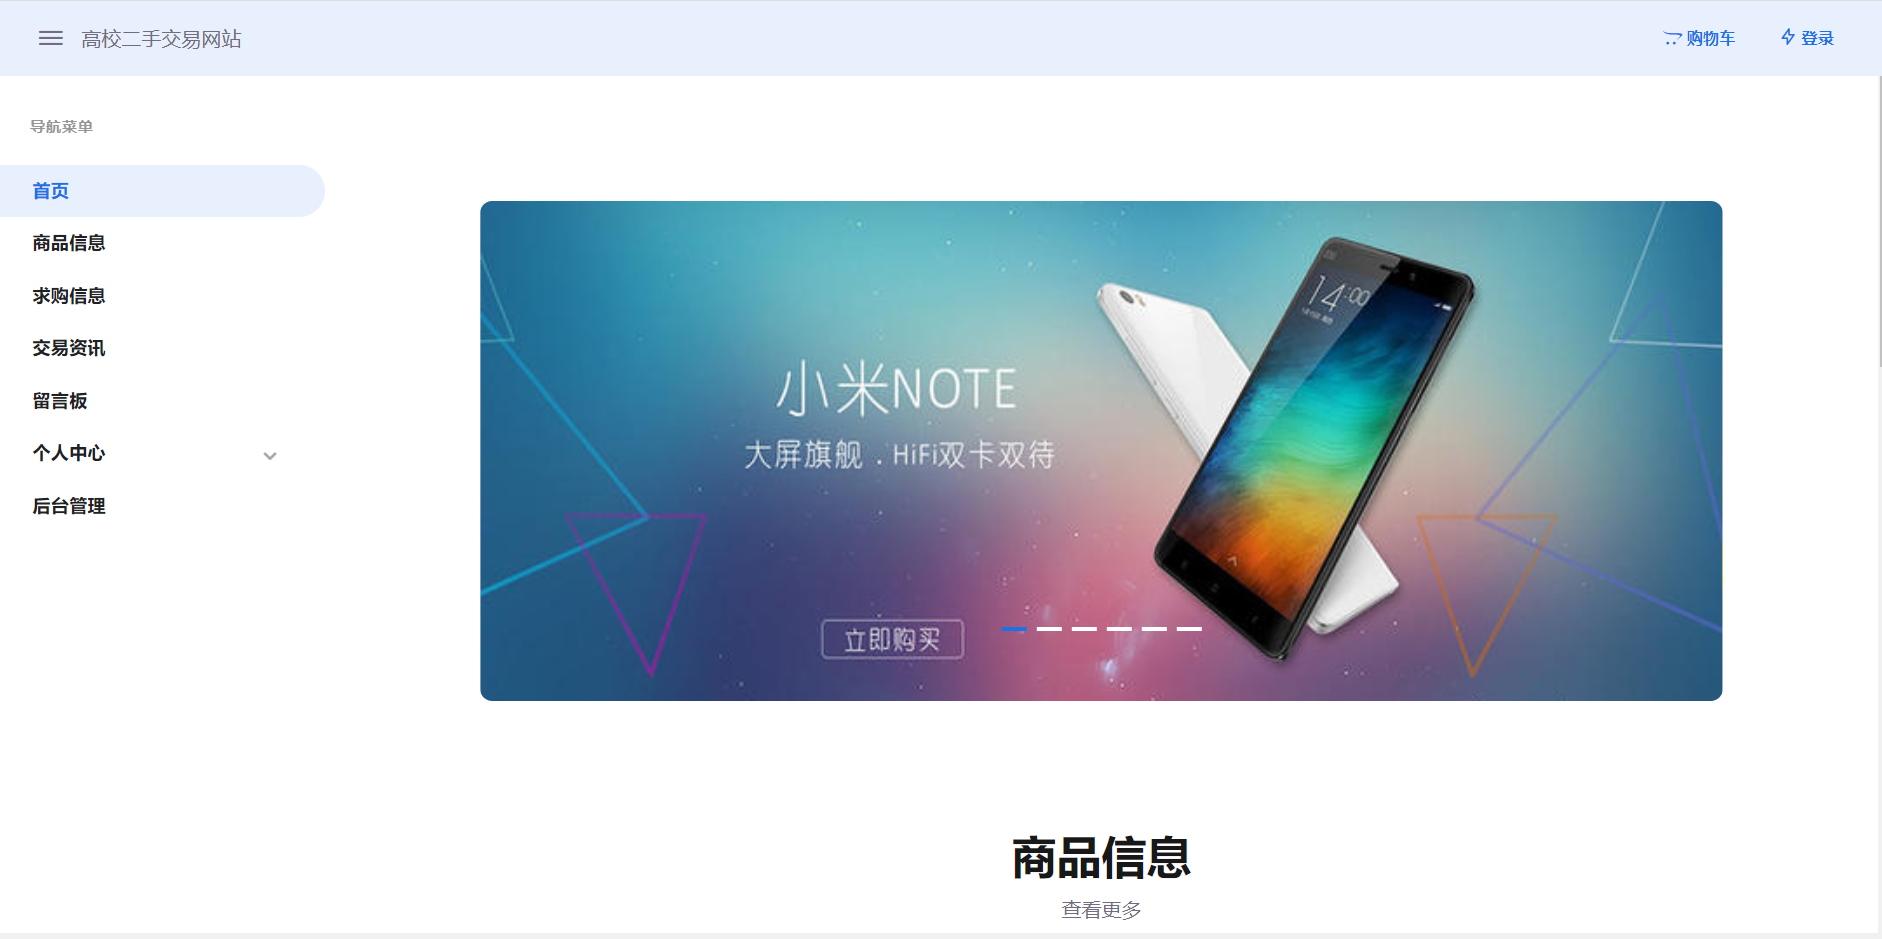 高校二手交易网站
购物车
登录
导航菜单
首页
商品信息
求购信息
交易资讯
留言板
个人中心
后台管理
小米NOTE
大屏旗舰 . HiFi双卡双待
14:00
立即购买
商品信息
查看更多